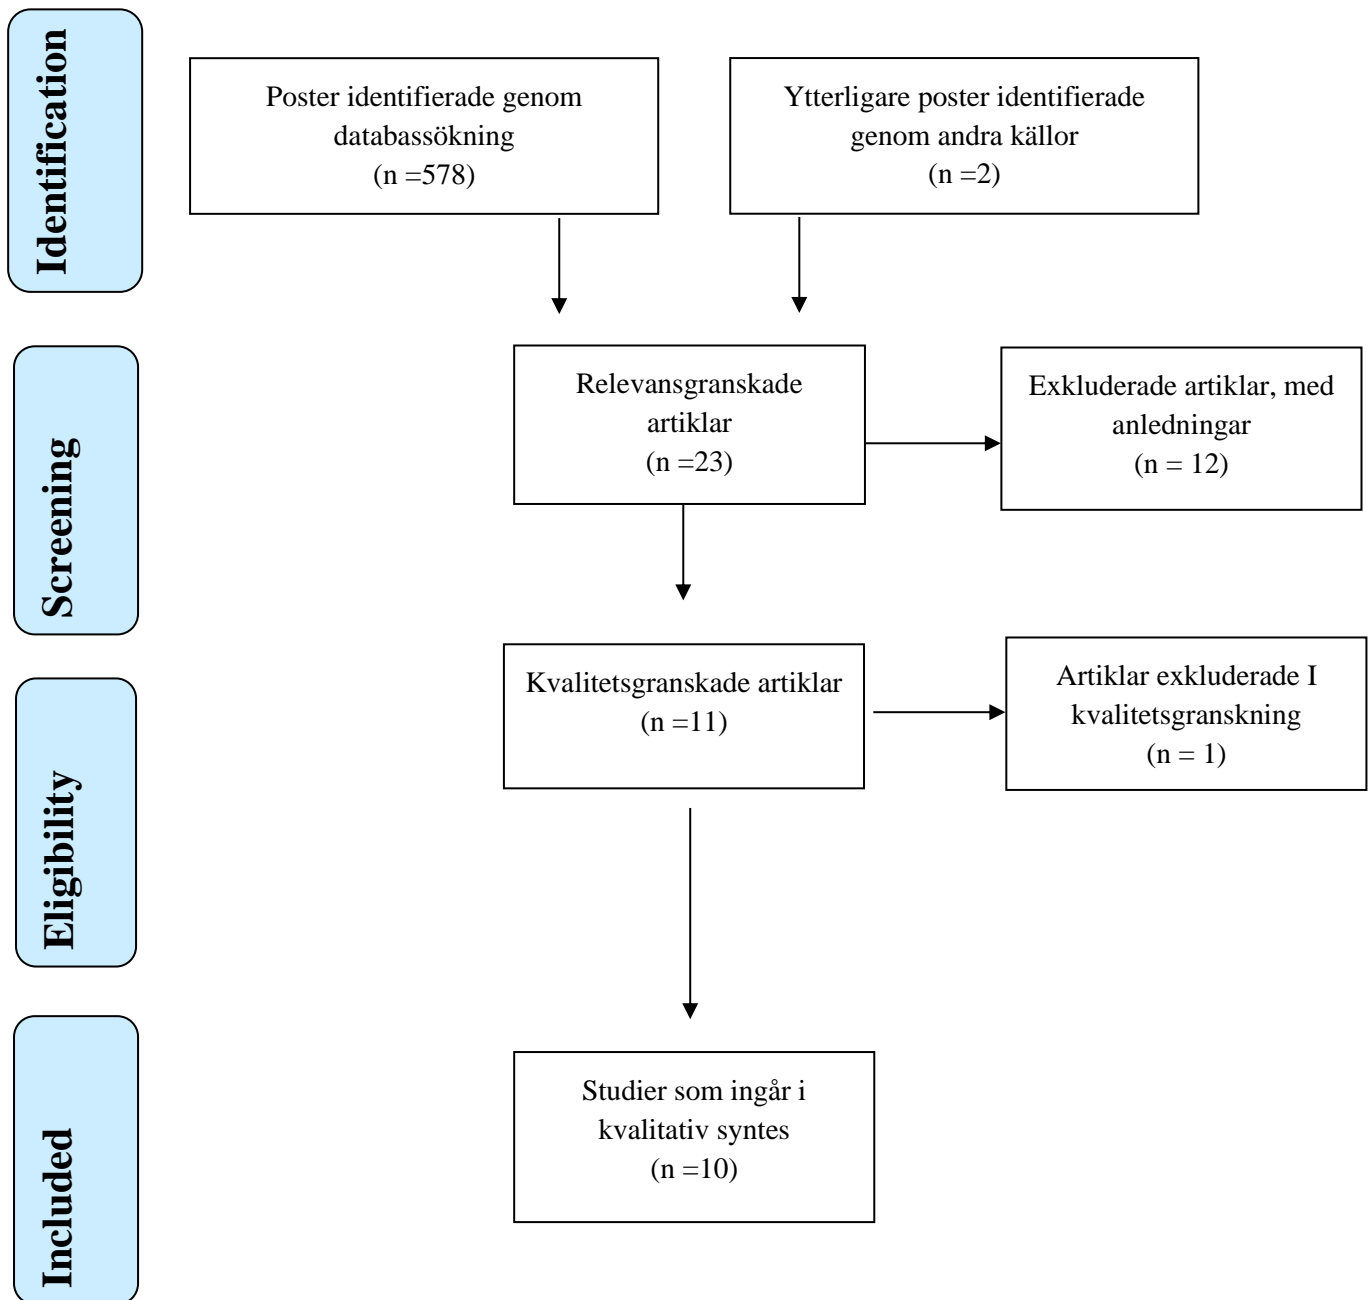 Identification
Poster identifierade genom
databassökning
(n =578)
Ytterligare poster identifierade
genom andra källor
(n =2)
Screening
Relevansgranskade
artiklar
(n =23)
Exkluderade artiklar, med
anledningar
(n = 12)
Eligibility
Kvalitetsgranskade artiklar
(n =11)
Artiklar exkluderade I
kvalitetsgranskning
(n = 1)
Included
Studier som ingår i
kvalitativ syntes
(n =10)